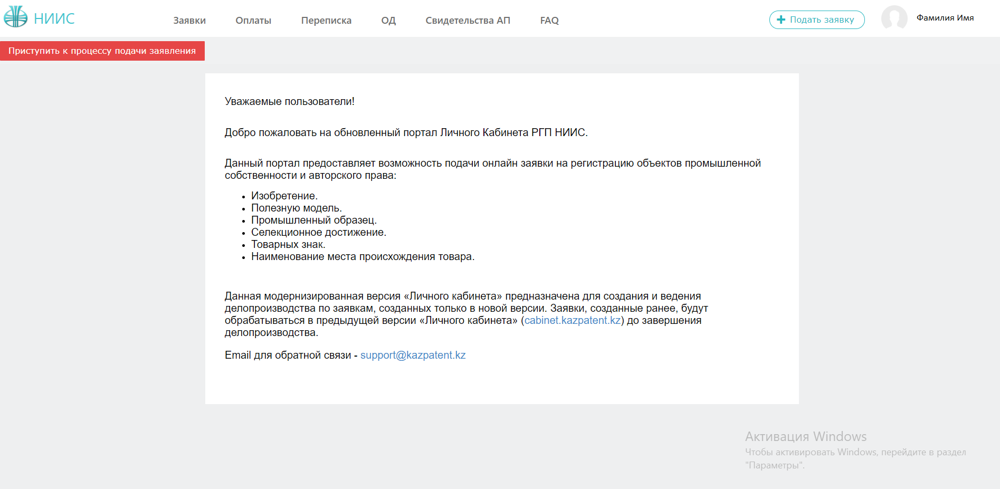 НИИС
Заявки Оплаты Переписка ОД Свидетельства АП FAQ
Подать заявку
Фамилия Имя
Приступить к процессу подачи заявления
Уважаемые пользователи!
Добро пожаловать на обновленный портал Личного Кабинета РГП НИИС.
Данный портал предоставляет возможность подачи онлайн заявки на регистрацию объектов промышленной
собственности и авторского права:
Изобретение.
Полезную модель.
Промышленный образец.
Селекционное достижение.
Товарных знак.
Наименование места происхождения товара.
Данная модернизированная версия «Личного кабинета» предназначена для создания и ведения
делопроизводства по заявкам, созданных только в новой версии. Заявки, созданные ранее, будут
обрабатываться в предыдущей версии «Личного кабинета» (cabinet.kazpatent.kz) до завершения
делопроизводства.
Email для обратной связи - support@kazpatent.kz
Активация Windows
Чтобы активировать Windows, перейдите в раздел
"Параметры".